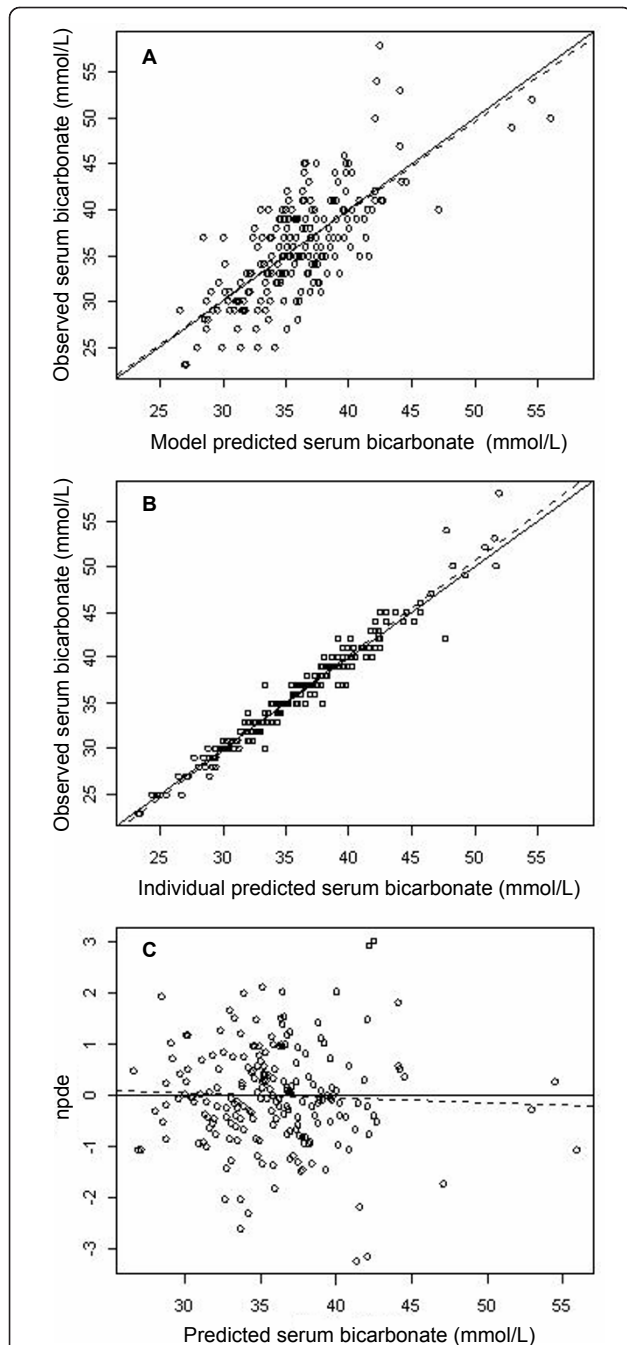 A
Observed serum bicarbonate (mmol/L)
55
50
45
40
35
30
25
25 30 35 40 45 50 55
Model predicted serum bicarbonate (mmol/L)
B
Observed serum bicarbonate (mmol/L)
55
50
45
40
35
30
25
25 30 35 40 45 50 55
Individual predicted serum bicarbonate (mmol/L)
C
npde
3
2
1
0
-1
-2
-3
30 35 40 45 50 55
Predicted serum bicarbonate (mmol/L)